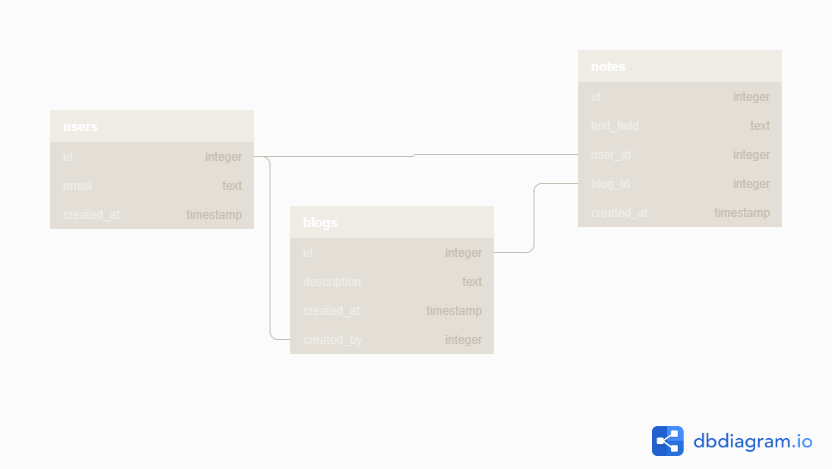 users
id integer
email text
created_at timestamp
blogs
id integer
description text
created_at timestamp
created_by integer
notes
id integer
text_field text
user_id integer
blog_id integer
created_at timestamp
dbdiagram.io